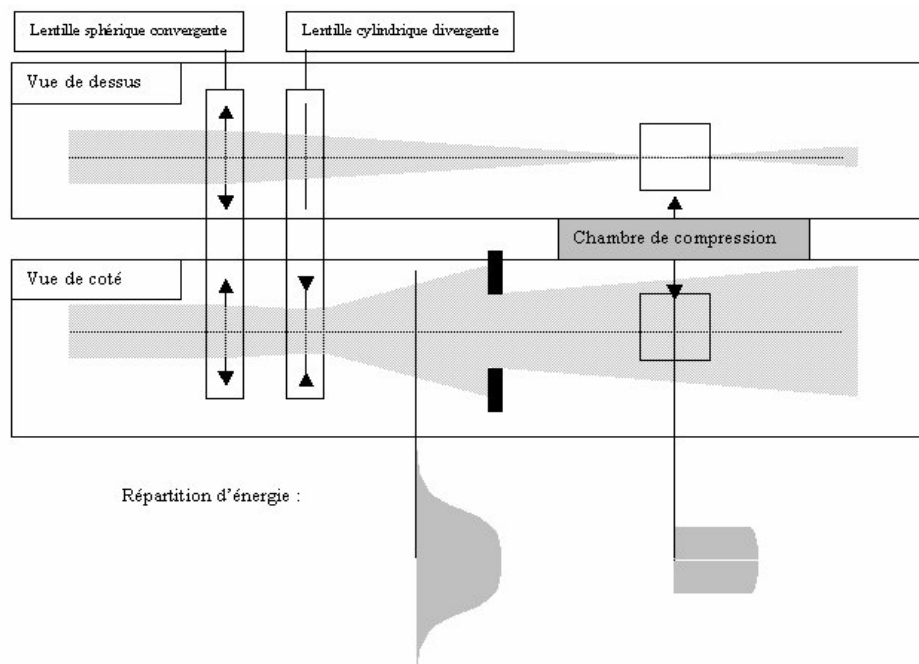 Lentille sphérique convergente
Lentille cylindrique divergente
Vue de dessus
Chambre de compression
Vue de coté
Répartition d'énergie :